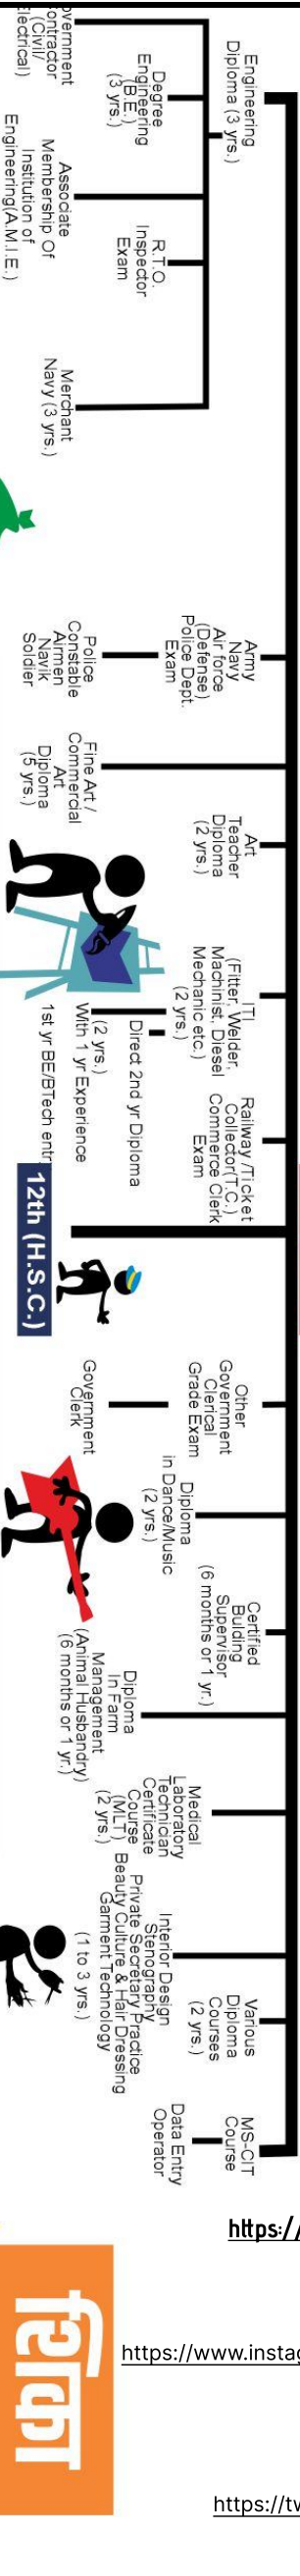 Engineering
Diploma (3 yrs.)
Degree
Engineering
(B.E.)
(3 yrs.)
(Civil/
Associate
Membership Of
Institution of
Engineering(A.M.I.E.)
R.T.O.
Inspector
Exam
Merchant
Navy (3 yrs.)
Army
Navy
Air force
(Defense)
Police Dept.
Exam
Police
Constable
Airmen
Navik
Soldier
Fine Art /
Commercial
Art
Diploma
(5 yrs.)
Art
Teacher
Diploma
(2 yrs.)
ITI
(Fitter, Welder,
Machinist, Diesel
Mechanic etc.)
(2 yrs.)
Direct 2nd yr Diploma
(2 yrs.)
With 1 yr Experience
1st yr BE/BTech entr
Railway /Ticket
Collector(T.C.)
Commerce Clerk
Exam
12th (H.S.C.)
Other
Government
Clerical
Grade Exam
Government
Clerk
Diploma
in Dance/Music
(2 yrs.)
Certified
Bulding
Supervisor
(6 months or 1 yr.)
Diploma
In Farm
Management
(Animal Husbandry)
(6 months or 1 yr.)
Medical
Laboratory
Technician
Certificate
Course
(MLT)
(2 yrs.)
Interior Design
Stenography
Private Secretary Practice
Beauty Culture & Hair Dressing
Garment Technology
(1 to 3 yrs.)
Various
Diploma
Courses
(2 yrs.)
MS-CIT
Course
Data Entry
Operator
https://
https://www.instag
https://tw